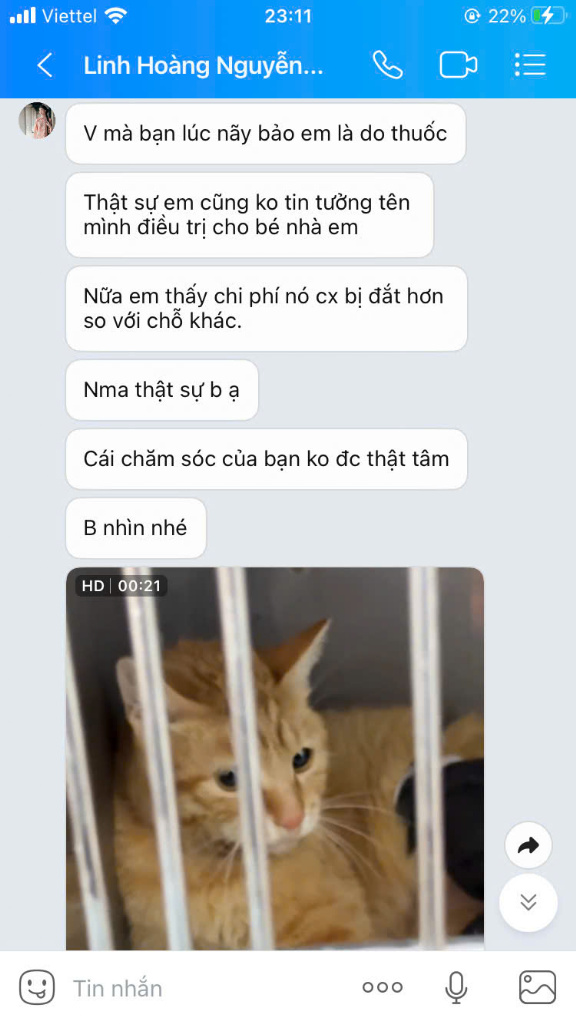 Viettel 23:11 22%
Linh Hoàng Nguyễn...
V mà bạn lúc nãy bảo em là do thuốc
Thật sự em cũng ko tin tưởng tên
mình điều trị cho bé nhà em
Nữa em thấy chi phí nó cx bị đắt hơn
so với chỗ khác.
Nma thật sự b ạ
Cái chăm sóc của bạn ko đc thật tâm
B nhìn nhé
HD 00:21
Tin nhắn